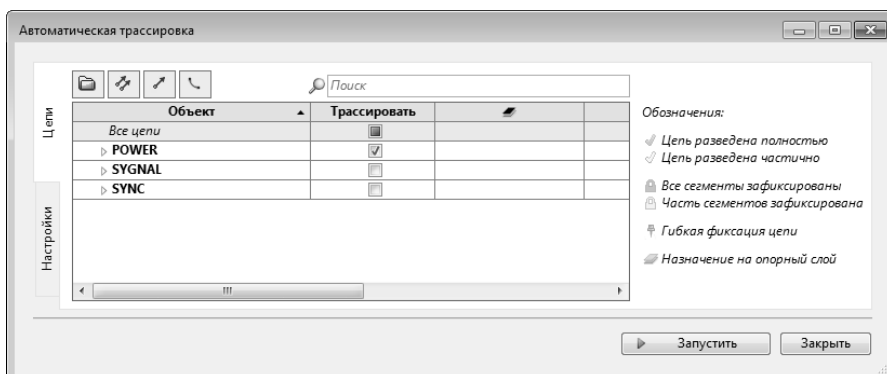 Автоматическая трассировка
Цепи
Настройки
Поиск
Объект Трассировать
Все цепи
POWER
SYGNAL
SYNC
Обозначения:
Цепь разведена полностью
Цепь разведена частично
Все сегменты зафиксированы
Часть сегментов зафиксирована
Гибкая фиксация цепи
Назначение на опорный слой
Запустить Закрыть